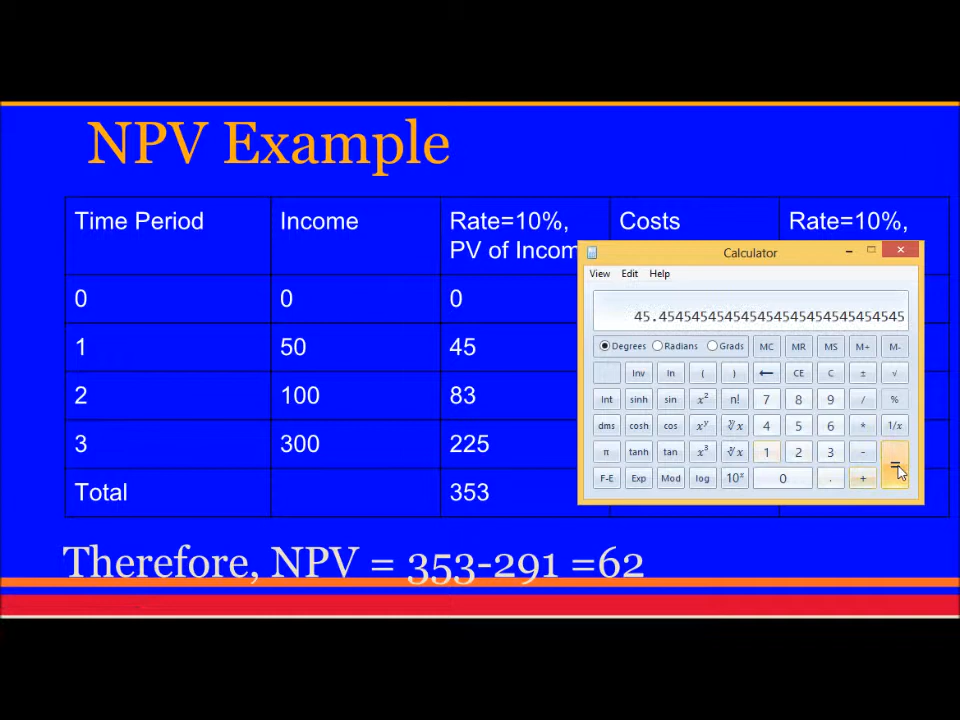 NPV Example
Time Period Income Rate=10%, Costs Rate=10%,
PV of Incom
0 0 0
1 50 45
2 100 83
3 300 225
Total 353
Therefore, NPV = 353-291 =62
Calculator
View Edit Help
45.454545454545454545454545454545
Degrees Radians Grads MC MR MS M+ M-
Inv ln ( ) ← CE C ± √
Int sinh sin x² n! 7 8 9 / %
dms cosh cos xʸ ʸ√x 4 5 6 * 1/x
π tanh tan x³ ³√x 1 2 3 - =
F-E Exp Mod log 10ˣ 0 . +